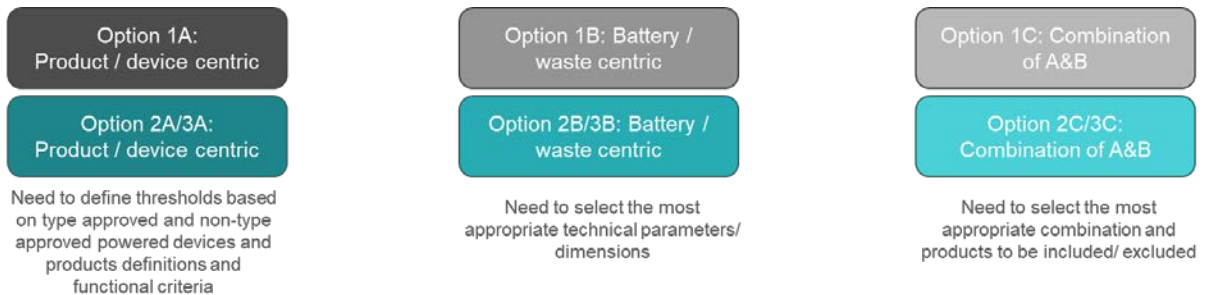 Option 1A:
Product / device centric
Option 2A/3A:
Product / device centric
Need to define thresholds based
on type approved and non-type
approved powered devices and
products definitions and
functional criteria
Option 1B: Battery /
waste centric
Option 2B/3B: Battery /
waste centric
Need to select the most
appropriate technical parameters/
dimensions
Option 1C: Combination
of A&B
Option 2C/3C:
Combination of A&B
Need to select the most
appropriate combination and
products to be included/ excluded